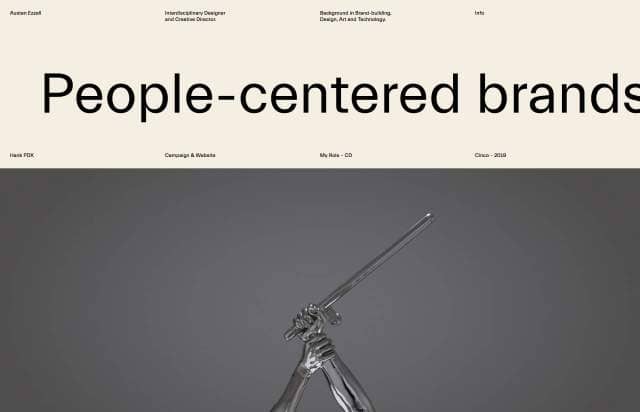 Austen Ezzell
Interdisciplinary Designer
and Creative Director.
Background in Brand-building,
Design, Art and Technology.
Info
People-centered brands
Hank FDK
Campaign & Website
My Role – CD
Cinco – 2019